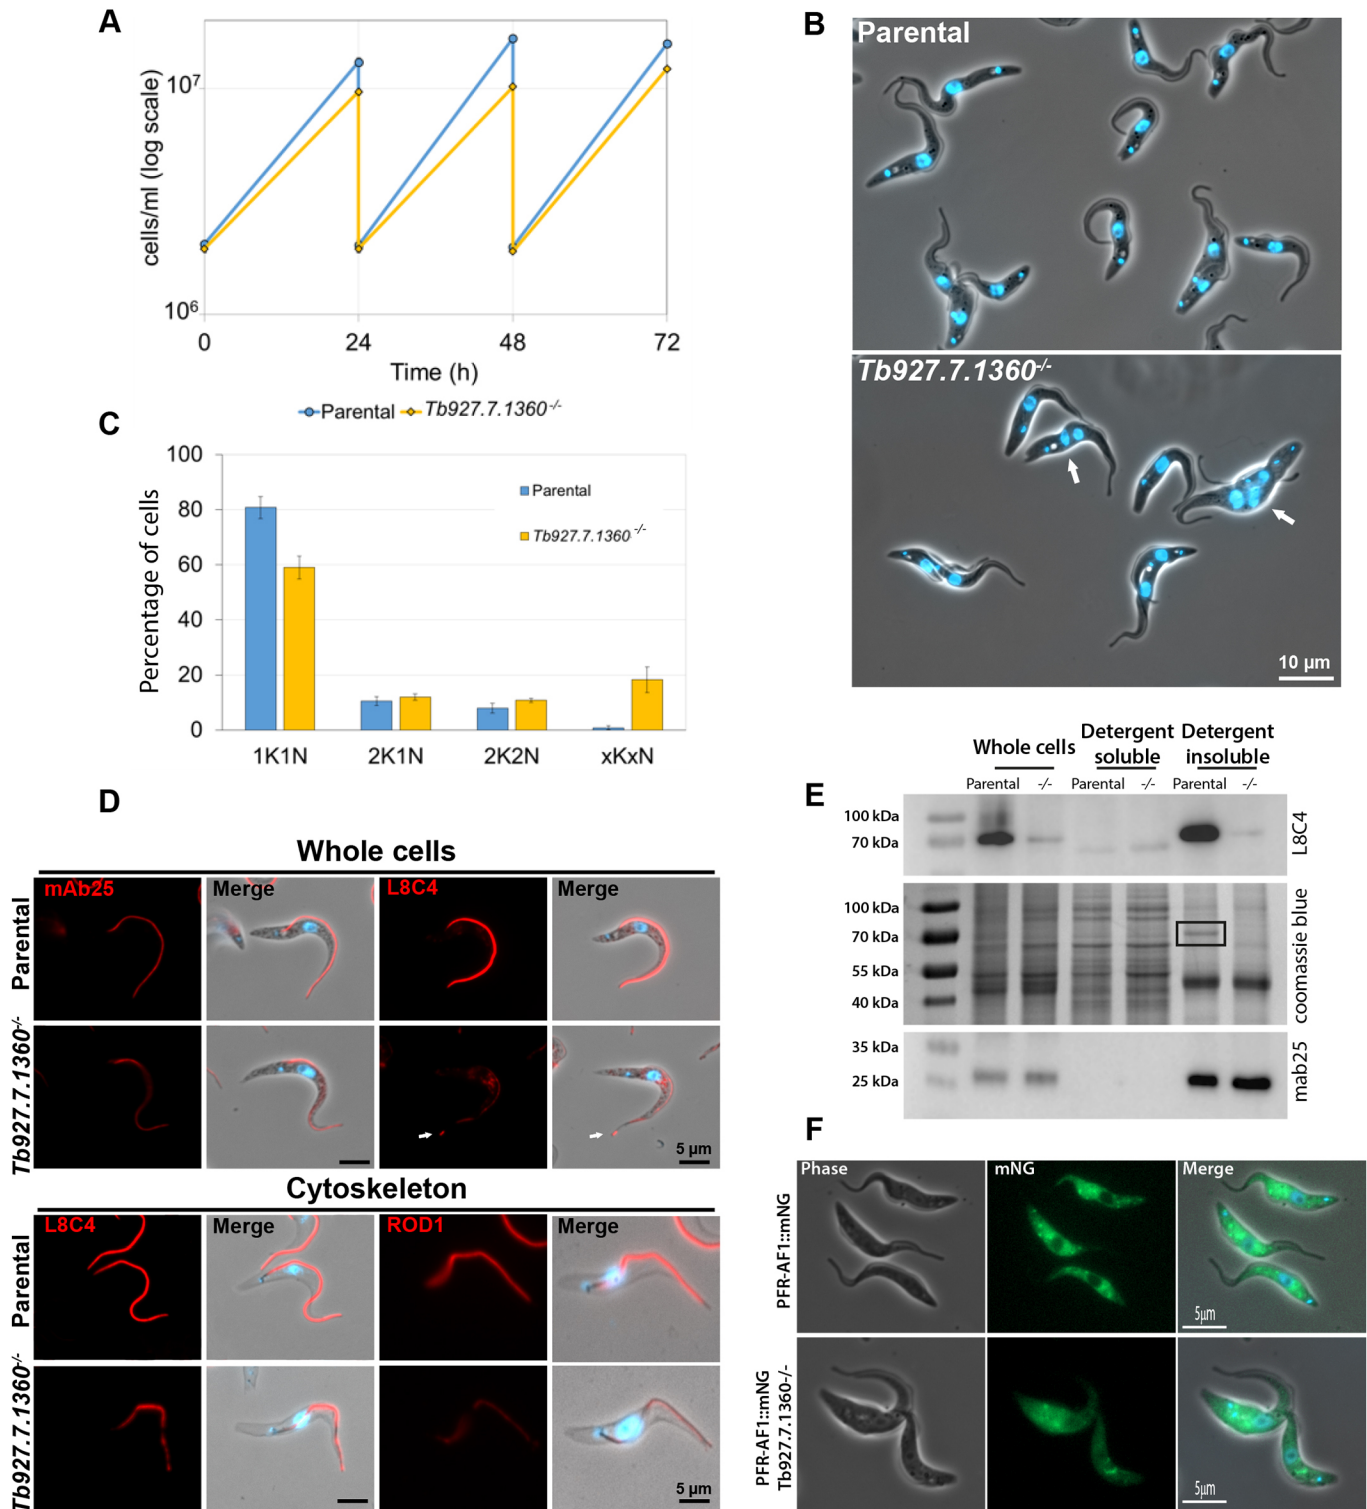 A
10⁷
10⁶
cells/ml (log scale)
0 24 48 72
Time (h)
Parental Tb927.7.1360-/-
B
Parental
Tb927.7.1360-/-
10 µm
C
100
80
60
40
20
0
Percentage of cells
Parental
Tb927.7.1360 -/-
1K1N 2K1N 2K2N xKxN
D
Whole cells
Parental
mAb25 Merge L8C4 Merge
Tb927.7.1360-/-
5 µm
Cytoskeleton
Parental
L8C4 Merge ROD1 Merge
Tb927.7.1360-/-
5 µm
E
Whole cells
Detergent
soluble
Detergent
insoluble
Parental -/- Parental -/- Parental -/-
100 kDa
70 kDa
L8C4
100 kDa
70 kDa
55 kDa
40 kDa
coomassie blue
35 kDa
25 kDa
mab25
F
PFR-AF1::mNG
Phase mNG Merge
5µm
PFR-AF1::mNG
Tb927.7.1360-/-
5µm